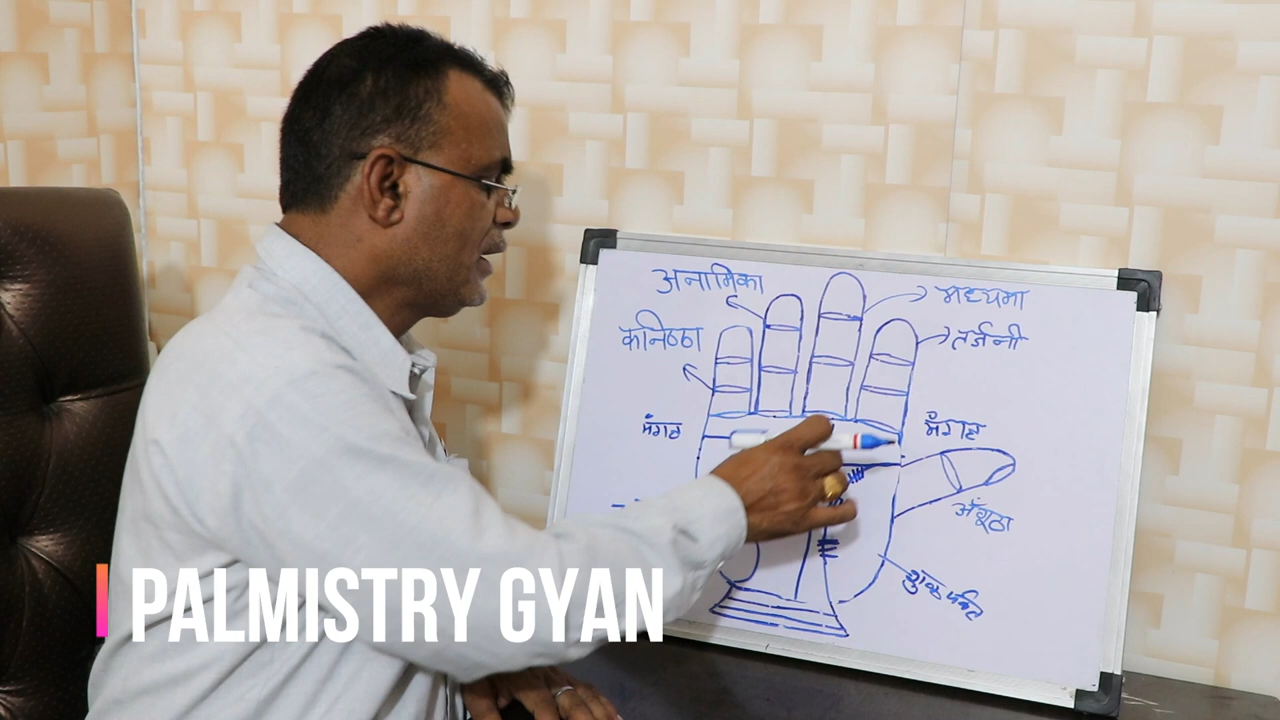 अनामिका
मध्यमा
कनिष्ठा
तर्जनी
मंगल
मंगल
अँगूठा
शुक्र पर्वत
PALMISTRY GYAN